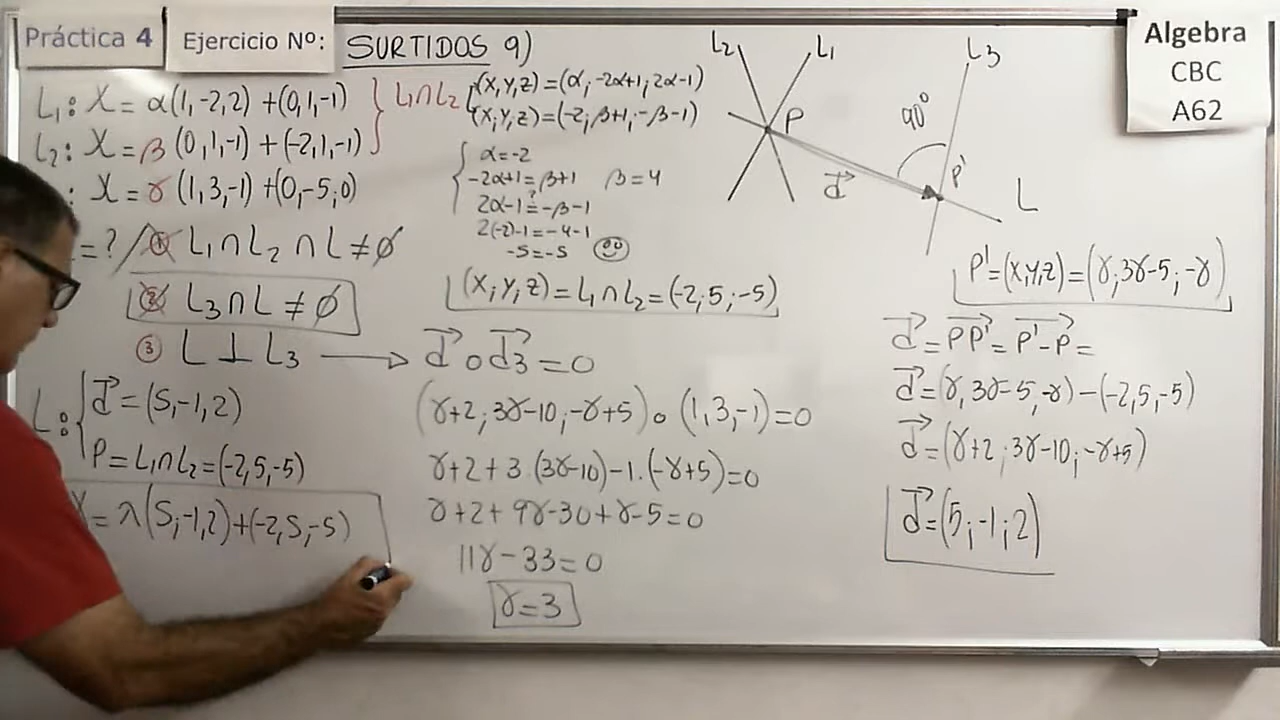 Práctica 4
Ejercicio Nº:
SURTIDOS 9)
Algebra
CBC
A62
L₁: X = α(1,-2,2) + (0,1,-1)
L₂: X = β (0,1,-1) + (-2,1,-1)
: X = γ (1,3,-1) + (0,-5;0)
= ? / ① L₁ ∩ L₂ ∩ L ≠ ∅
② L₃ ∩ L ≠ ∅
③ L ⊥ L₃ → d⃗ o d⃗₃ = 0
L: { d⃗ = (5,-1,2)
P = L₁∩L₂ = (-2,5,-5)
X = λ(5;-1,2) + (-2,5,-5)
L₁∩L₂ { (X,Y,Z) = (α; -2α+1; 2α-1)
(X;Y,Z) = (-2; β+1; -β-1)
{ α = -2
-2α+1 = β+1 β = 4
2α-1 ?= -β-1
2(-2)-1 = -4-1
-5 = -5
(X;Y,Z) = L₁∩L₂ = (-2;5;-5)
(γ+2; 3γ-10; -γ+5) o (1,3,-1) = 0
γ+2+3.(3γ-10)-1.(-γ+5) = 0
γ+2+9γ-30+γ-5 = 0
11γ-33 = 0
γ = 3
L₂
L₁
P
d⃗
90°
L₃
P'
L
P' = (X,Y,Z) = (γ; 3γ-5; -γ)
d⃗ = PP'⃗ = P'-P⃗ =
d⃗ = (γ, 3γ-5, -γ) - (-2,5,-5)
d⃗ = (γ+2; 3γ-10; -γ+5)
d⃗ = (5;-1;2)